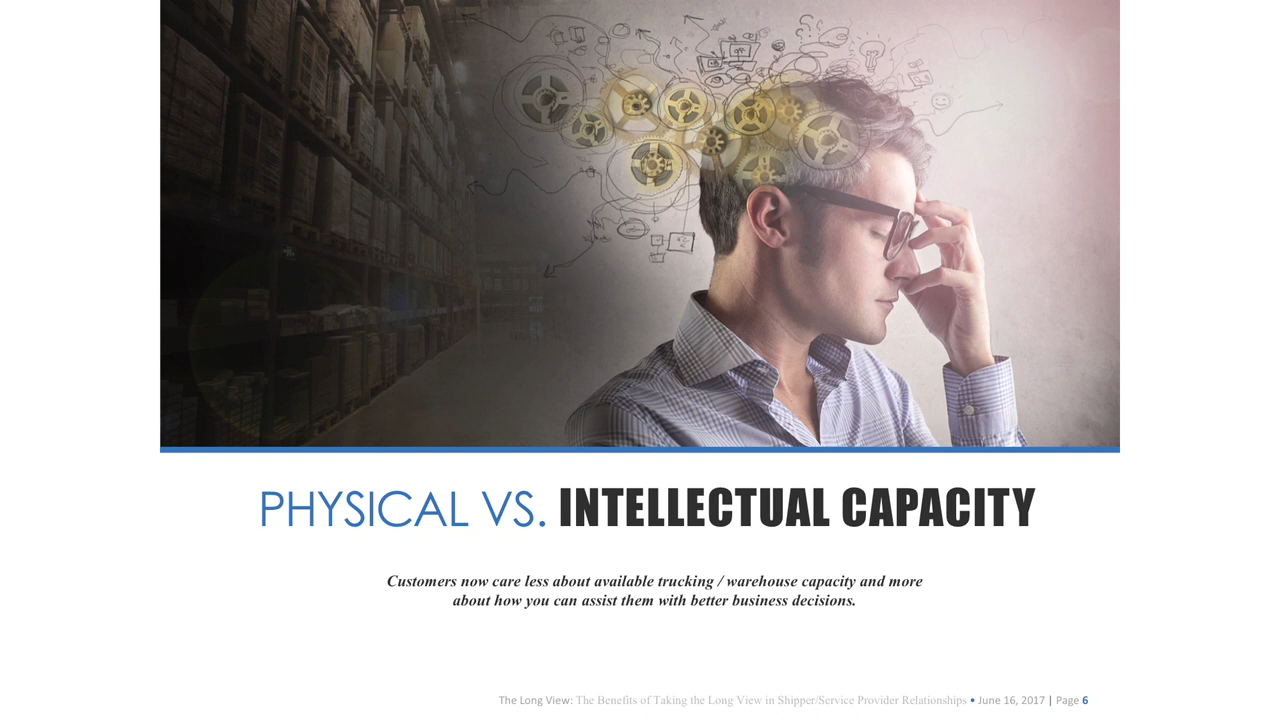 PHYSICAL VS. INTELLECTUAL CAPACITY
Customers now care less about available trucking / warehouse capacity and more
about how you can assist them with better business decisions.
The Long View: The Benefits of Taking the Long View in Shipper/Service Provider Relationships • June 16, 2017 | Page 6